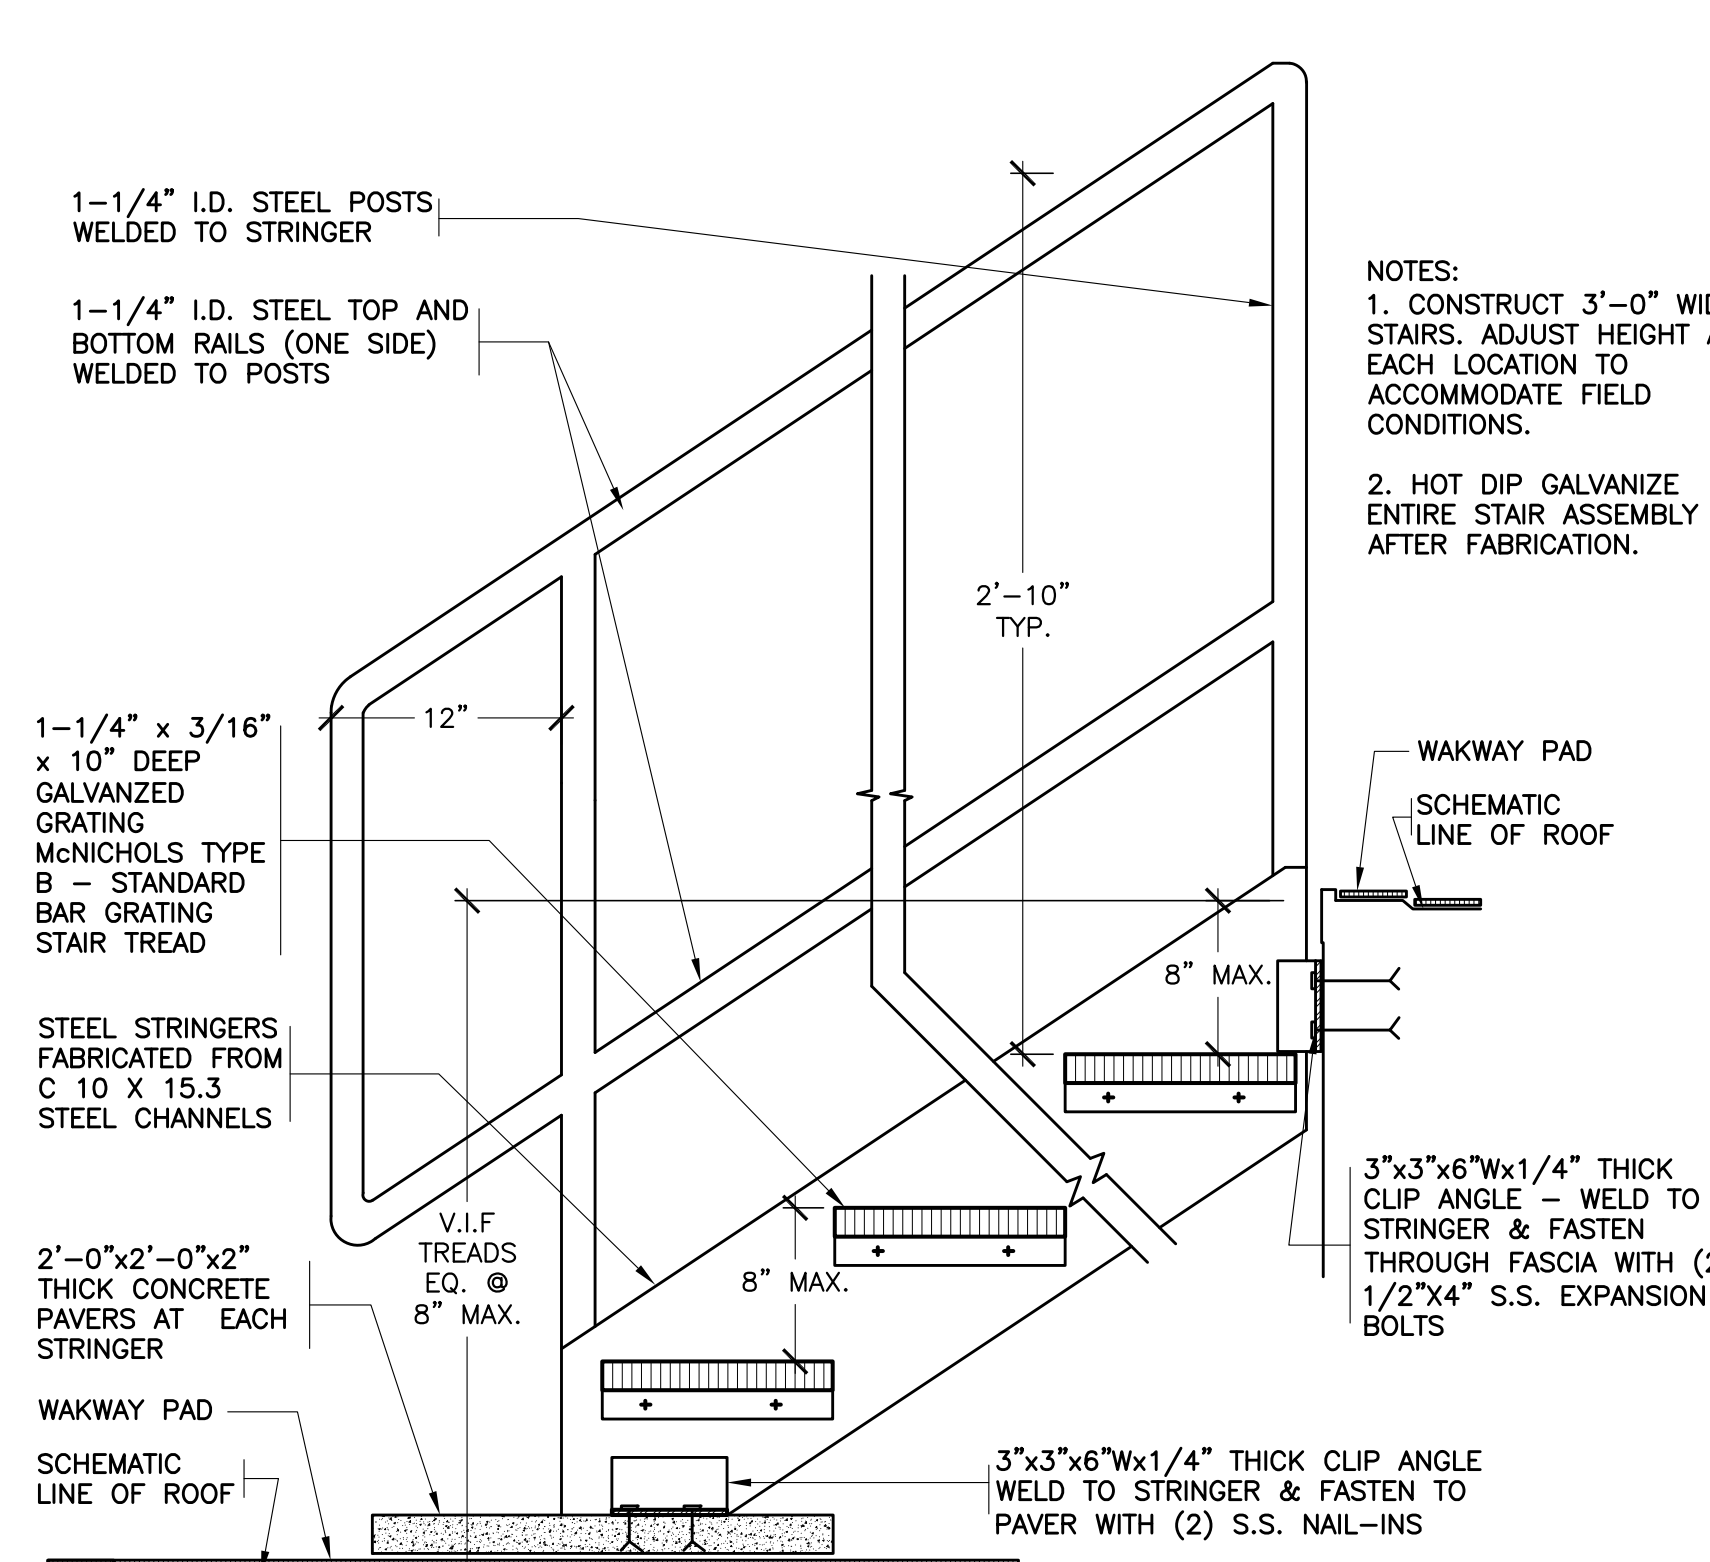 1-1/4" I.D. STEEL POSTS
WELDED TO STRINGER
1-1/4" I.D. STEEL TOP AND
BOTTOM RAILS (ONE SIDE)
WELDED TO POSTS
NOTES:
1. CONSTRUCT 3'-0"
STAIRS. ADJUST HEIGHT
EACH LOCATION TO
ACCOMMODATE FIELD
CONDITIONS.
2. HOT DIP GALVANIZE
ENTIRE STAIR ASSEMBLY
AFTER FABRICATION.
2'-10"
TYP.
12"
1-1/4" x 3/16"
x 10" DEEP
GALVANZED
GRATING
McNICHOLS TYPE
B - STANDARD
BAR GRATING
STAIR TREAD
WAKWAY PAD
SCHEMATIC
LINE OF ROOF
8" MAX.
STEEL STRINGERS
FABRICATED FROM
C 10 X 15.3
STEEL CHANNELS
3"x3"x6"Wx1/4" THICK
CLIP ANGLE - WELD TO
STRINGER & FASTEN
THROUGH FASCIA WITH
1/2"X4" S.S. EXPANSION
BOLTS
V.I.F
TREADS
EQ. @
8" MAX.
8" MAX.
2'-0"x2'-0"x2"
THICK CONCRETE
PAVERS AT EACH
STRINGER
WAKWAY PAD
SCHEMATIC
LINE OF ROOF
3"x3"x6"Wx1/4" THICK CLIP ANGLE
WELD TO STRINGER & FASTEN TO
PAVER WITH (2) S.S. NAIL-INS